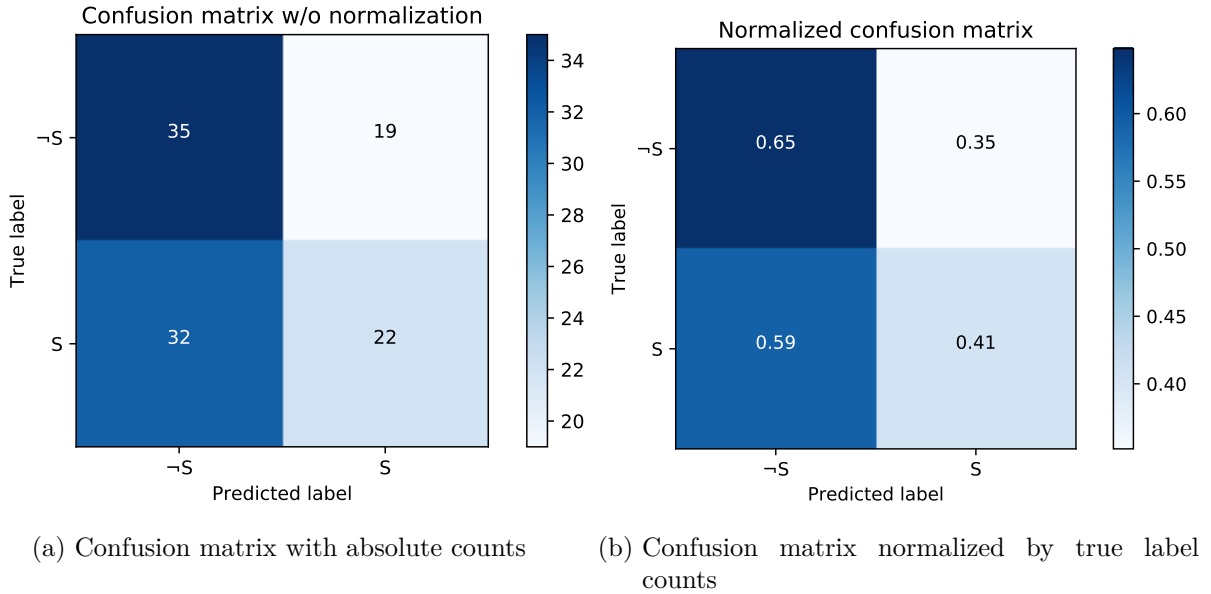 Confusion matrix w/o normalization
34
32
30
28
26
24
22
20
¬S
S
35
19
32
22
¬S
S
True label
Predicted label
(a) Confusion matrix with absolute counts
Normalized confusion matrix
0.60
0.55
0.50
0.45
0.40
¬S
S
0.65
0.35
0.59
0.41
¬S
S
True label
Predicted label
(b) Confusion matrix normalized by true label
counts